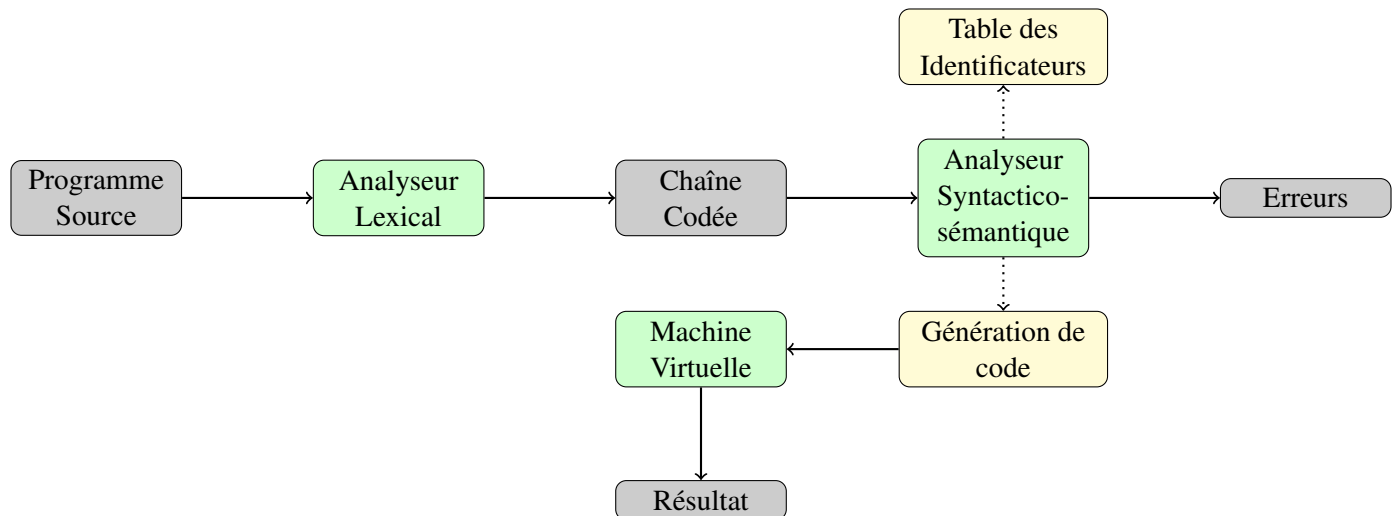 Table des
Identificateurs
Programme
Source
Analyseur
Lexical
Chaîne
Codée
Analyseur
Syntactico-
sémantique
Erreurs
Machine
Virtuelle
Génération de
code
Résultat